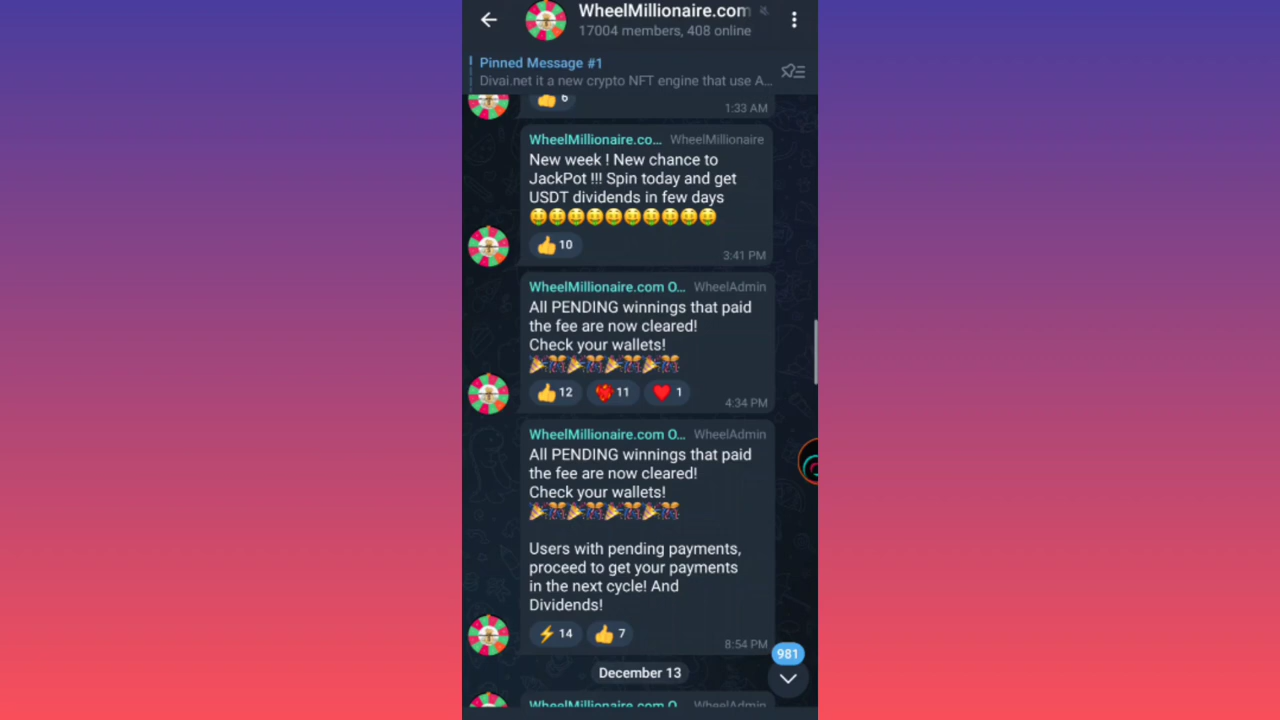 WheelMillionaire.com
17004 members, 408 online
Pinned Message #1
Divai.net it a new crypto NFT engine that use A...
6
1:33 AM
WheelMillionaire.co... WheelMillionaire
New week ! New chance to
JackPot !!! Spin today and get
USDT dividends in few days
🤑🤑🤑🤑🤑🤑🤑🤑🤑🤑
👍 10
3:41 PM
WheelMillionaire.com O... WheelAdmin
All PENDING winnings that paid
the fee are now cleared!
Check your wallets!
🎉🎊🎉🎊🎉🎊🎉🎊
👍 12 11 ❤️ 1
4:34 PM
WheelMillionaire.com O... WheelAdmin
All PENDING winnings that paid
the fee are now cleared!
Check your wallets!
🎉🎊🎉🎊🎉🎊🎉🎊
Users with pending payments,
proceed to get your payments
in the next cycle! And
Dividends!
⚡ 14 👍 7
8:54 PM
981
December 13
WheelMillionaire.com O... WheelAdmin